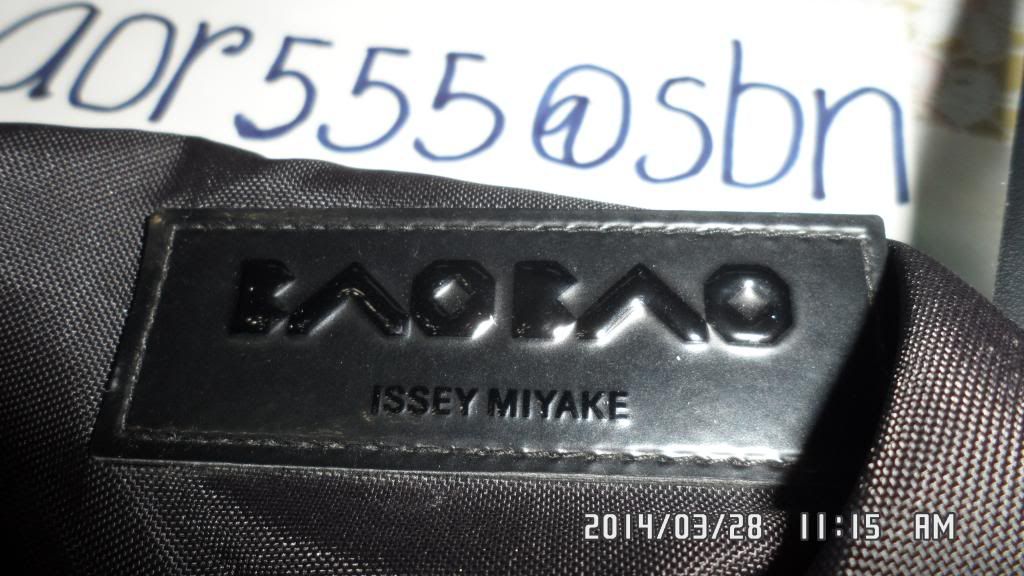 aor555@sbn
BAOBAO
ISSEY MIYAKE
2014/03/28 11:15 AM